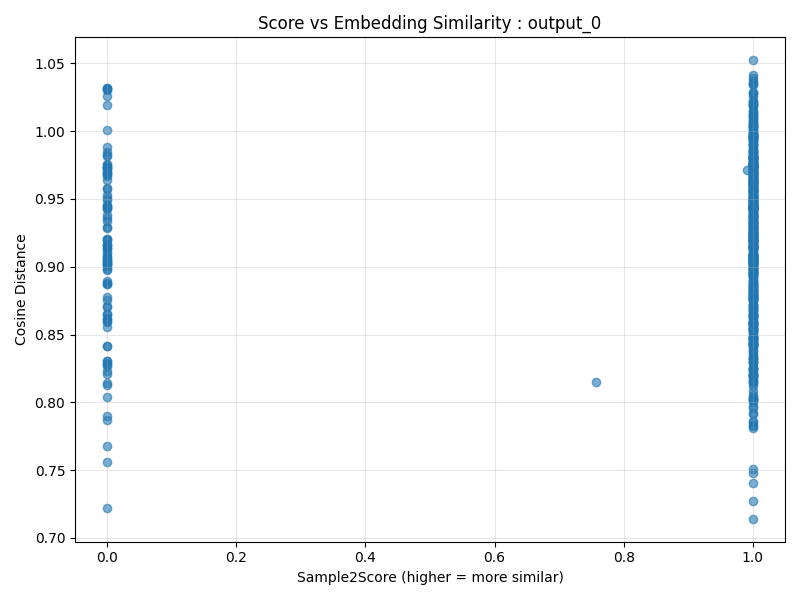 Score vs Embedding Similarity : output_0
Cosine Distance
1.05
1.00
0.95
0.90
0.85
0.80
0.75
0.70
0.0 0.2 0.4 0.6 0.8 1.0
Sample2Score (higher = more similar)